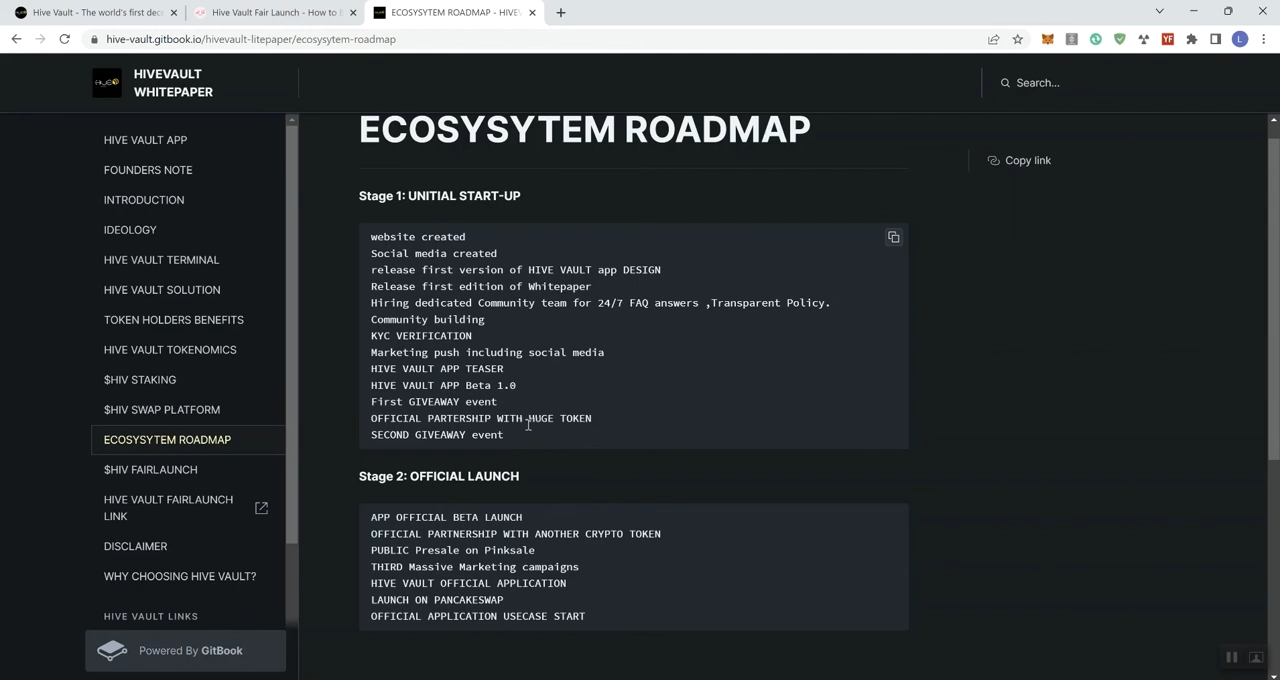 Hive Vault - The world's first dec
Hive Vault Fair Launch - How to B
ECOSYSYTEM ROADMAP - HIVEV
hive-vault.gitbook.io/hivevault-litepaper/ecosysytem-roadmap
YF
L
HIVEVAULT
WHITEPAPER
Search...
HIVE VAULT APP
FOUNDERS NOTE
INTRODUCTION
IDEOLOGY
HIVE VAULT TERMINAL
HIVE VAULT SOLUTION
TOKEN HOLDERS BENEFITS
HIVE VAULT TOKENOMICS
$HIV STAKING
$HIV SWAP PLATFORM
ECOSYSYTEM ROADMAP
$HIV FAIRLAUNCH
HIVE VAULT FAIRLAUNCH
LINK
DISCLAIMER
WHY CHOOSING HIVE VAULT?
HIVE VAULT LINKS
Powered By GitBook
ECOSYSYTEM ROADMAP
Copy link
Stage 1: UNITIAL START-UP
website created
Social media created
release first version of HIVE VAULT app DESIGN
Release first edition of Whitepaper
Hiring dedicated Community team for 24/7 FAQ answers ,Transparent Policy.
Community building
KYC VERIFICATION
Marketing push including social media
HIVE VAULT APP TEASER
HIVE VAULT APP Beta 1.0
First GIVEAWAY event
OFFICIAL PARTERSHIP WITH HUGE TOKEN
SECOND GIVEAWAY event
Stage 2: OFFICIAL LAUNCH
APP OFFICIAL BETA LAUNCH
OFFICIAL PARTNERSHIP WITH ANOTHER CRYPTO TOKEN
PUBLIC Presale on Pinksale
THIRD Massive Marketing campaigns
HIVE VAULT OFFICIAL APPLICATION
LAUNCH ON PANCAKESWAP
OFFICIAL APPLICATION USECASE START